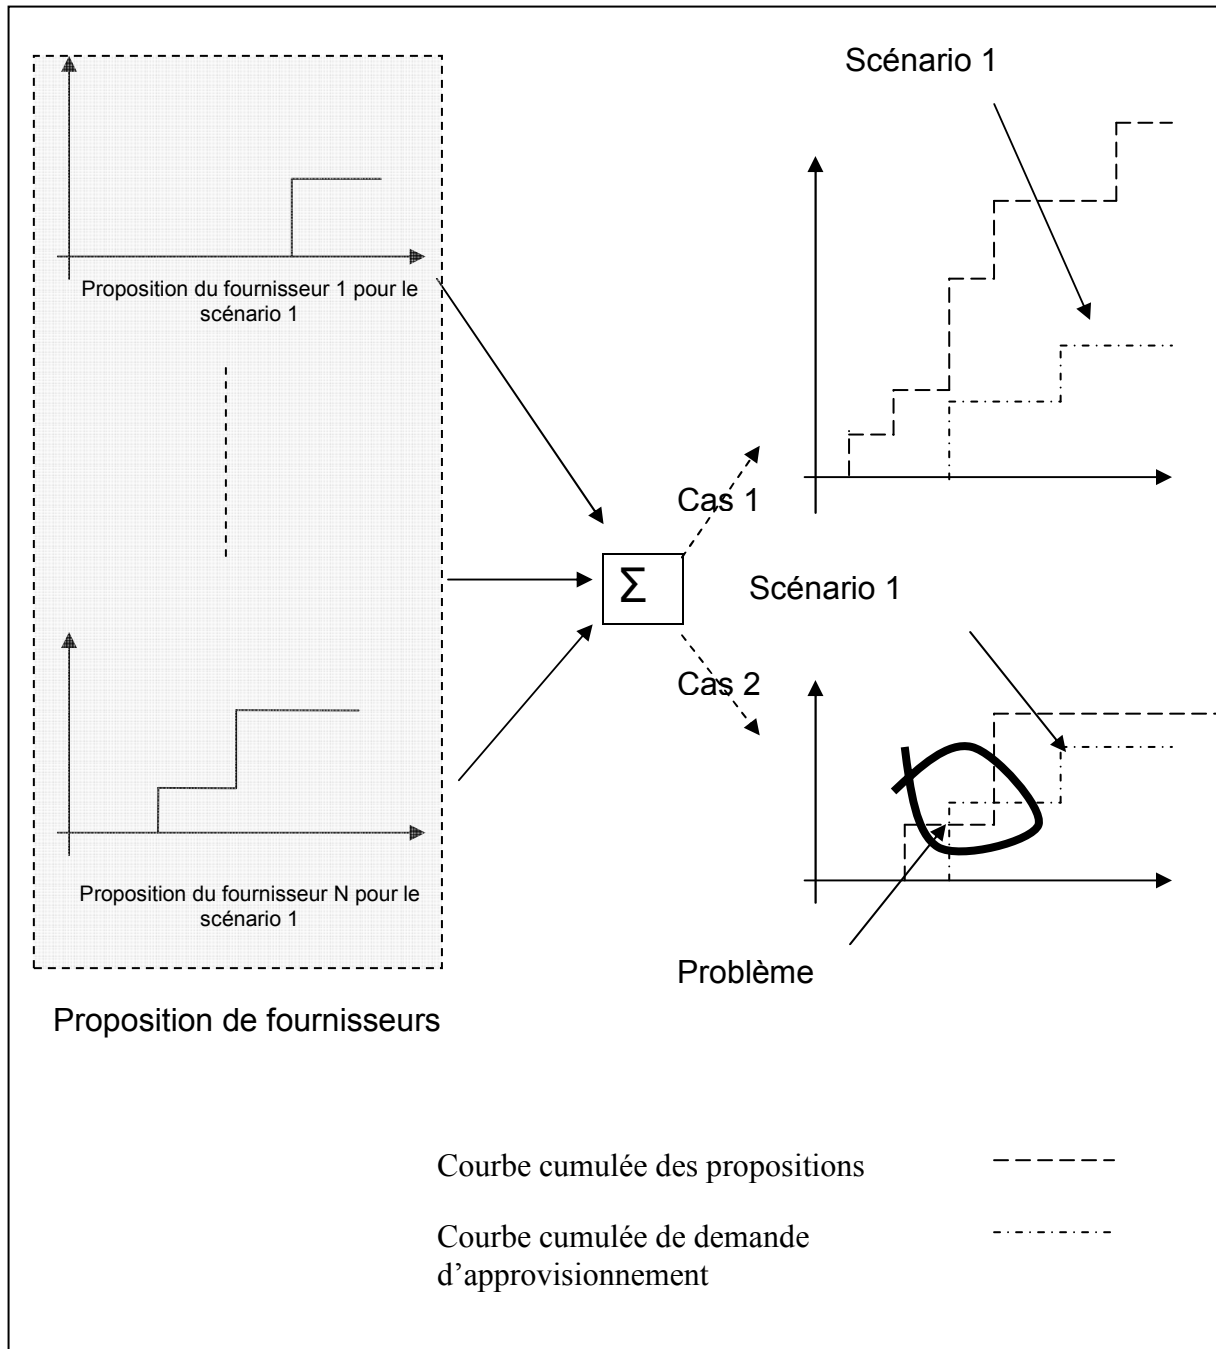 Scénario 1
Proposition du fournisseur 1 pour le
scénario 1
Cas 1
Σ
Scénario 1
Cas 2
Proposition du fournisseur N pour le
scénario 1
Problème
Proposition de fournisseurs
Courbe cumulée des propositions
Courbe cumulée de demande
d’approvisionnement